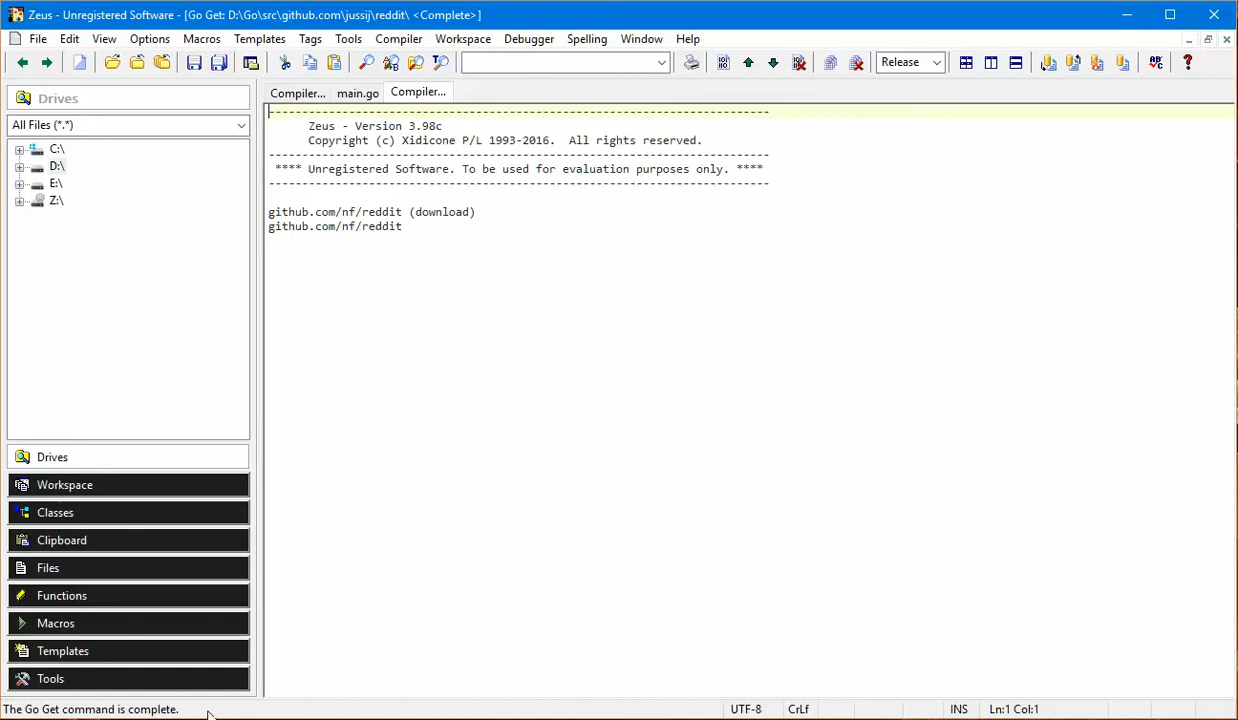 Zeus - Unregistered Software - [Go Get: D:\Go\src\github.com\jussij\reddit\ <Complete>]
File Edit View Options Macros Templates Tags Tools Compiler Workspace Debugger Spelling Window Help
Release
Drives
All Files (*.*)
C:\
D:\
E:\
Z:\
Drives
Workspace
Classes
Clipboard
Files
Functions
Macros
Templates
Tools
Compiler... main.go Compiler...
---------------------------------------------------------------------------
Zeus - Version 3.98c
Copyright (c) Xidicone P/L 1993-2016. All rights reserved.
---------------------------------------------------------------------------
**** Unregistered Software. To be used for evaluation purposes only. ****
---------------------------------------------------------------------------
github.com/nf/reddit (download)
github.com/nf/reddit
The Go Get command is complete. UTF-8 CrLf INS Ln:1 Col:1